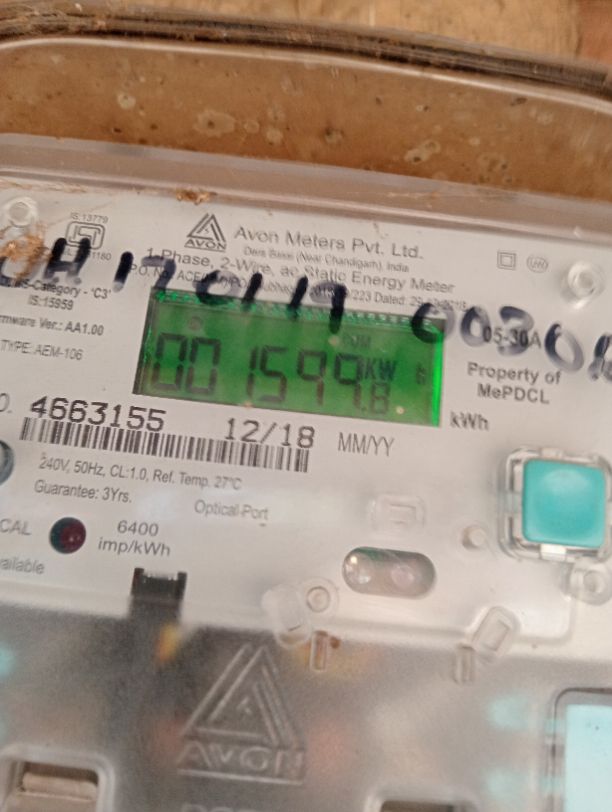 IS:13779
AVON
Avon Meters Pvt. Ltd.
Dera Bassi (Near Chandigarh), India
1-Phase, 2-Wire, ac Static Energy Meter
-Category - 'C3'
IS:15959
Ver.: AA1.00
TYPE: AEM-106
05-30A
Property of
MePDCL
001599.8
KW
kWh
4663155
12/18 MM/YY
240V, 50Hz, CL:1.0, Ref. Temp. 27°C
Guarantee: 3Yrs.
Optical-Port
CAL
6400
imp/kWh
AVON